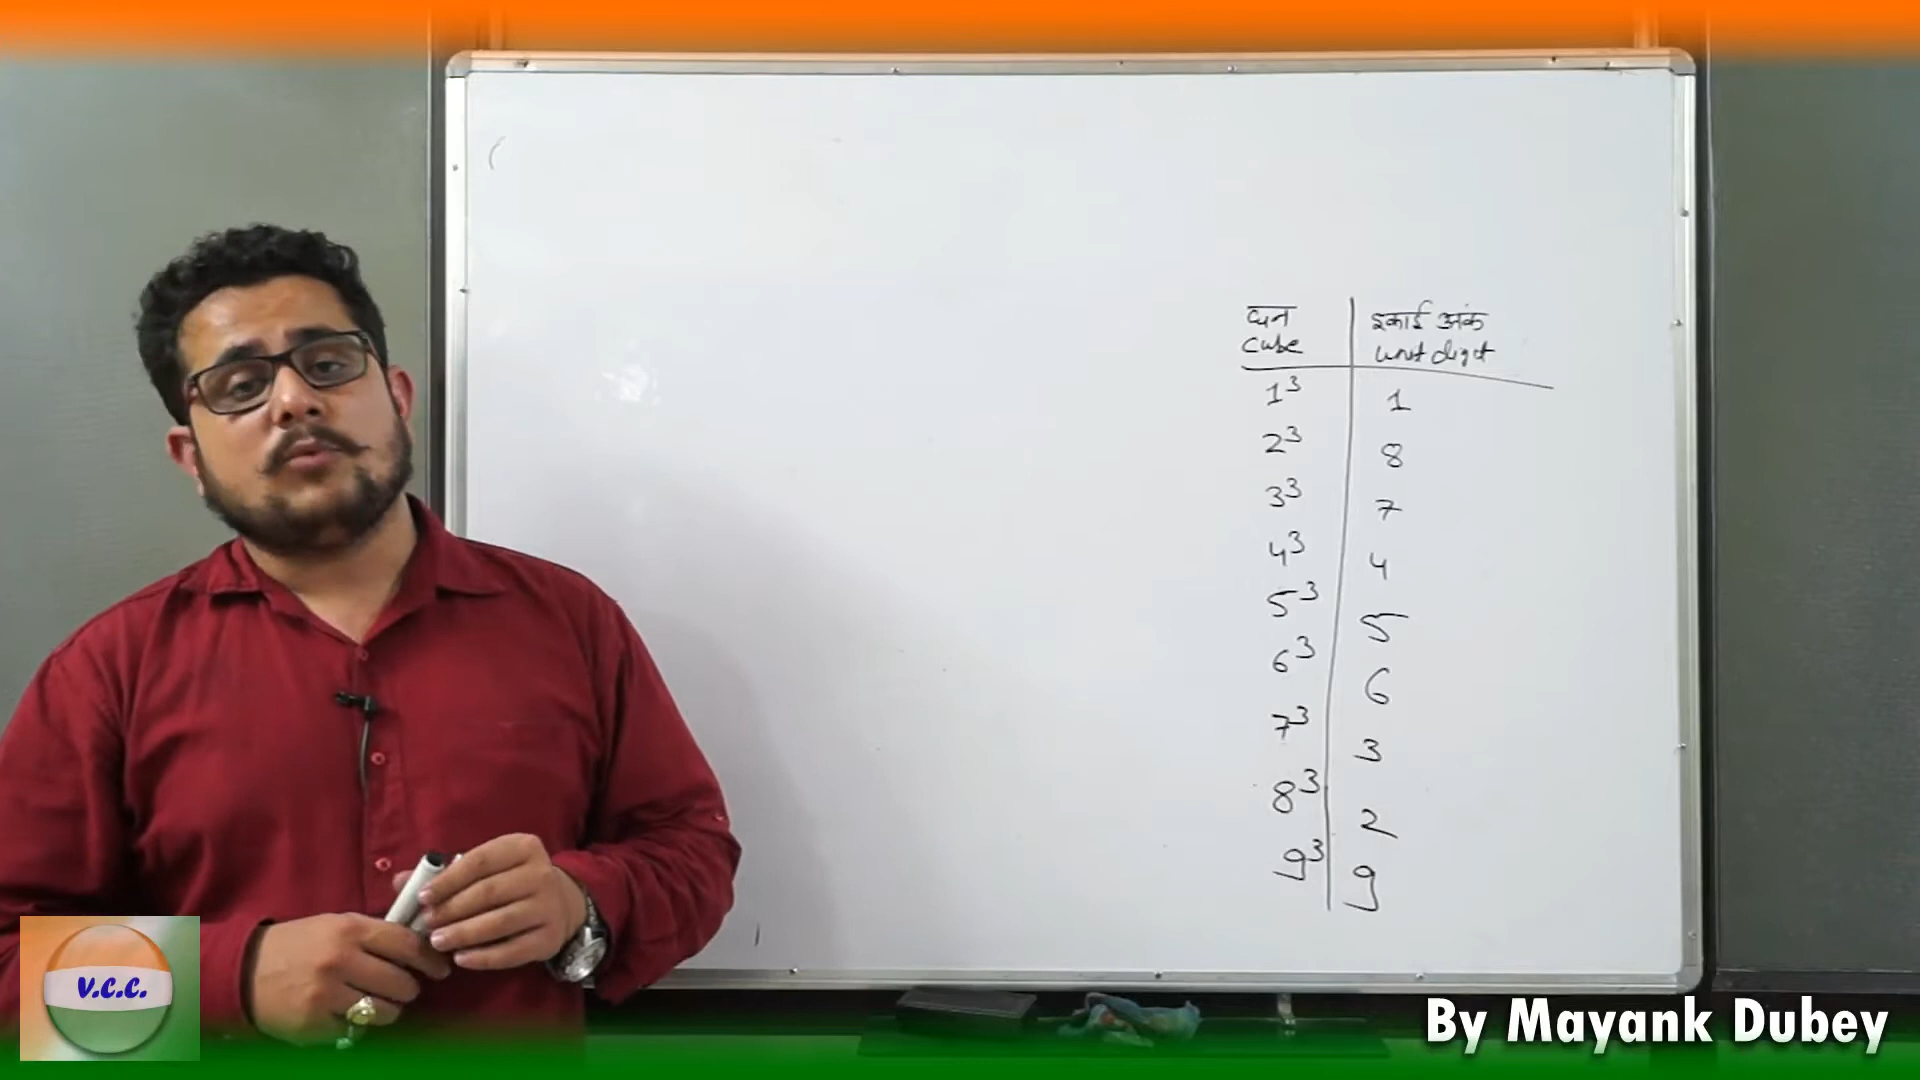 घन | इकाई अंक
cube | unit digit
1³ | 1
2³ | 8
3³ | 7
4³ | 4
5³ | 5
6³ | 6
7³ | 3
8³ | 2
9³ | 9
V.C.C.
By Mayank Dubey